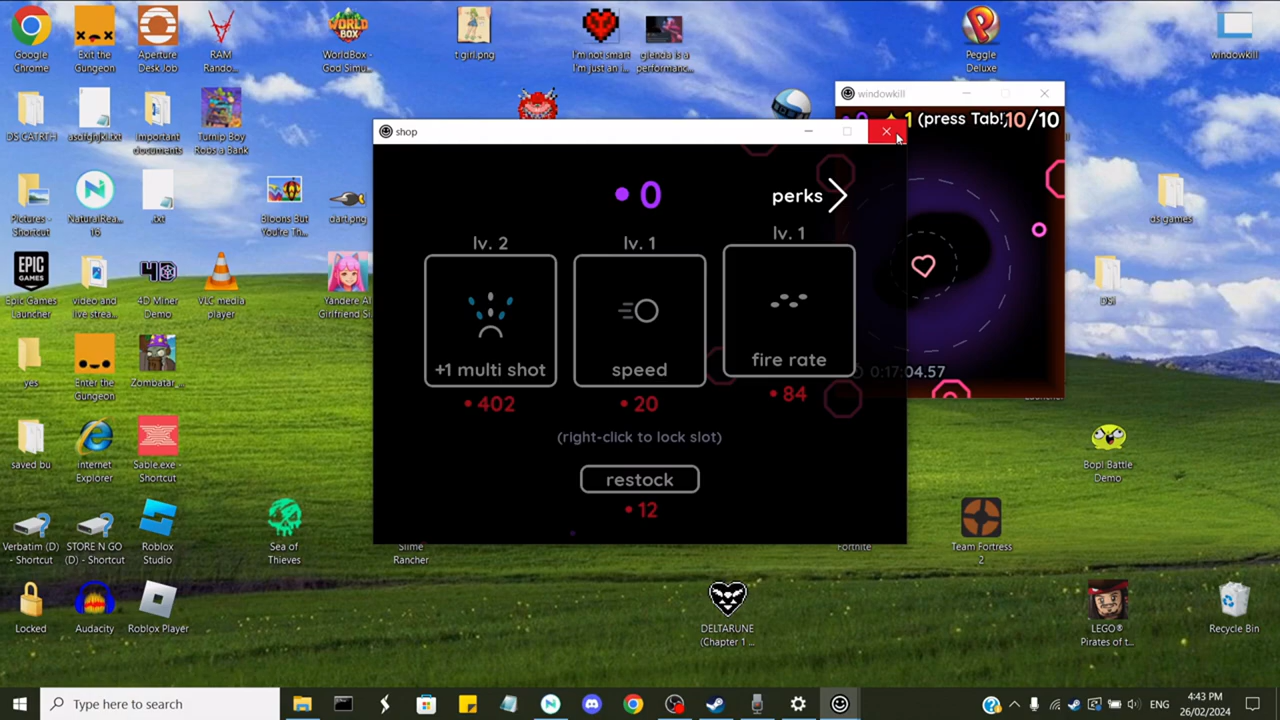 Google
Chrome
Exit the
Gungeon
Aperture
Desk Job
RAM
Rando...
WorldBox -
God Simu...
t girl.png
I'm not smart
I'm just an i...
glenda is a
performanc...
Peggle
Deluxe
windowkill
DS CATRTH
asdfghjkl.txt
Important
documents
Turnip Boy
Robs a Bank
windowkill
1 (press Tab!)
10/10
0:17:04.57
shop
0
perks
lv. 2
lv. 1
lv. 1
+1 multi shot
speed
fire rate
402
20
84
(right-click to lock slot)
restock
12
Pictures -
Shortcut
NaturalRea...
16
.txt
Bloons But
You're Th...
dart.png
ds games
Epic Games
Launcher
video and
live strea...
4D Miner
Demo
VLC media
player
Yandere AI
Girlfriend Si...
DSI
yes
Enter the
Gungeon
Zombatar ...
saved bu
internet
Explorer
Sable.exe -
Shortcut
Bopl Battle
Demo
Verbatim (D)
- Shortcut
STORE N GO
(D) - Shortcut
Roblox
Studio
Sea of
Thieves
Slime
Rancher
Fortnite
Team Fortress
2
Locked
Audacity
Roblox Player
DELTARUNE
(Chapter 1 ...
LEGO®
Pirates of t...
Recycle Bin
Type here to search
ENG
4:43 PM
26/02/2024